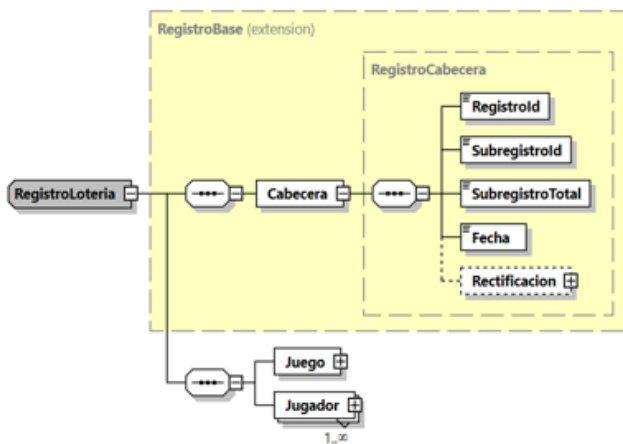 RegistroBase (extension)
RegistroCabecera
RegistroId
SubregistroId
RegistroLoteria
Cabecera
SubregistroTotal
Fecha
Rectificacion
Juego
Jugador
1..∞